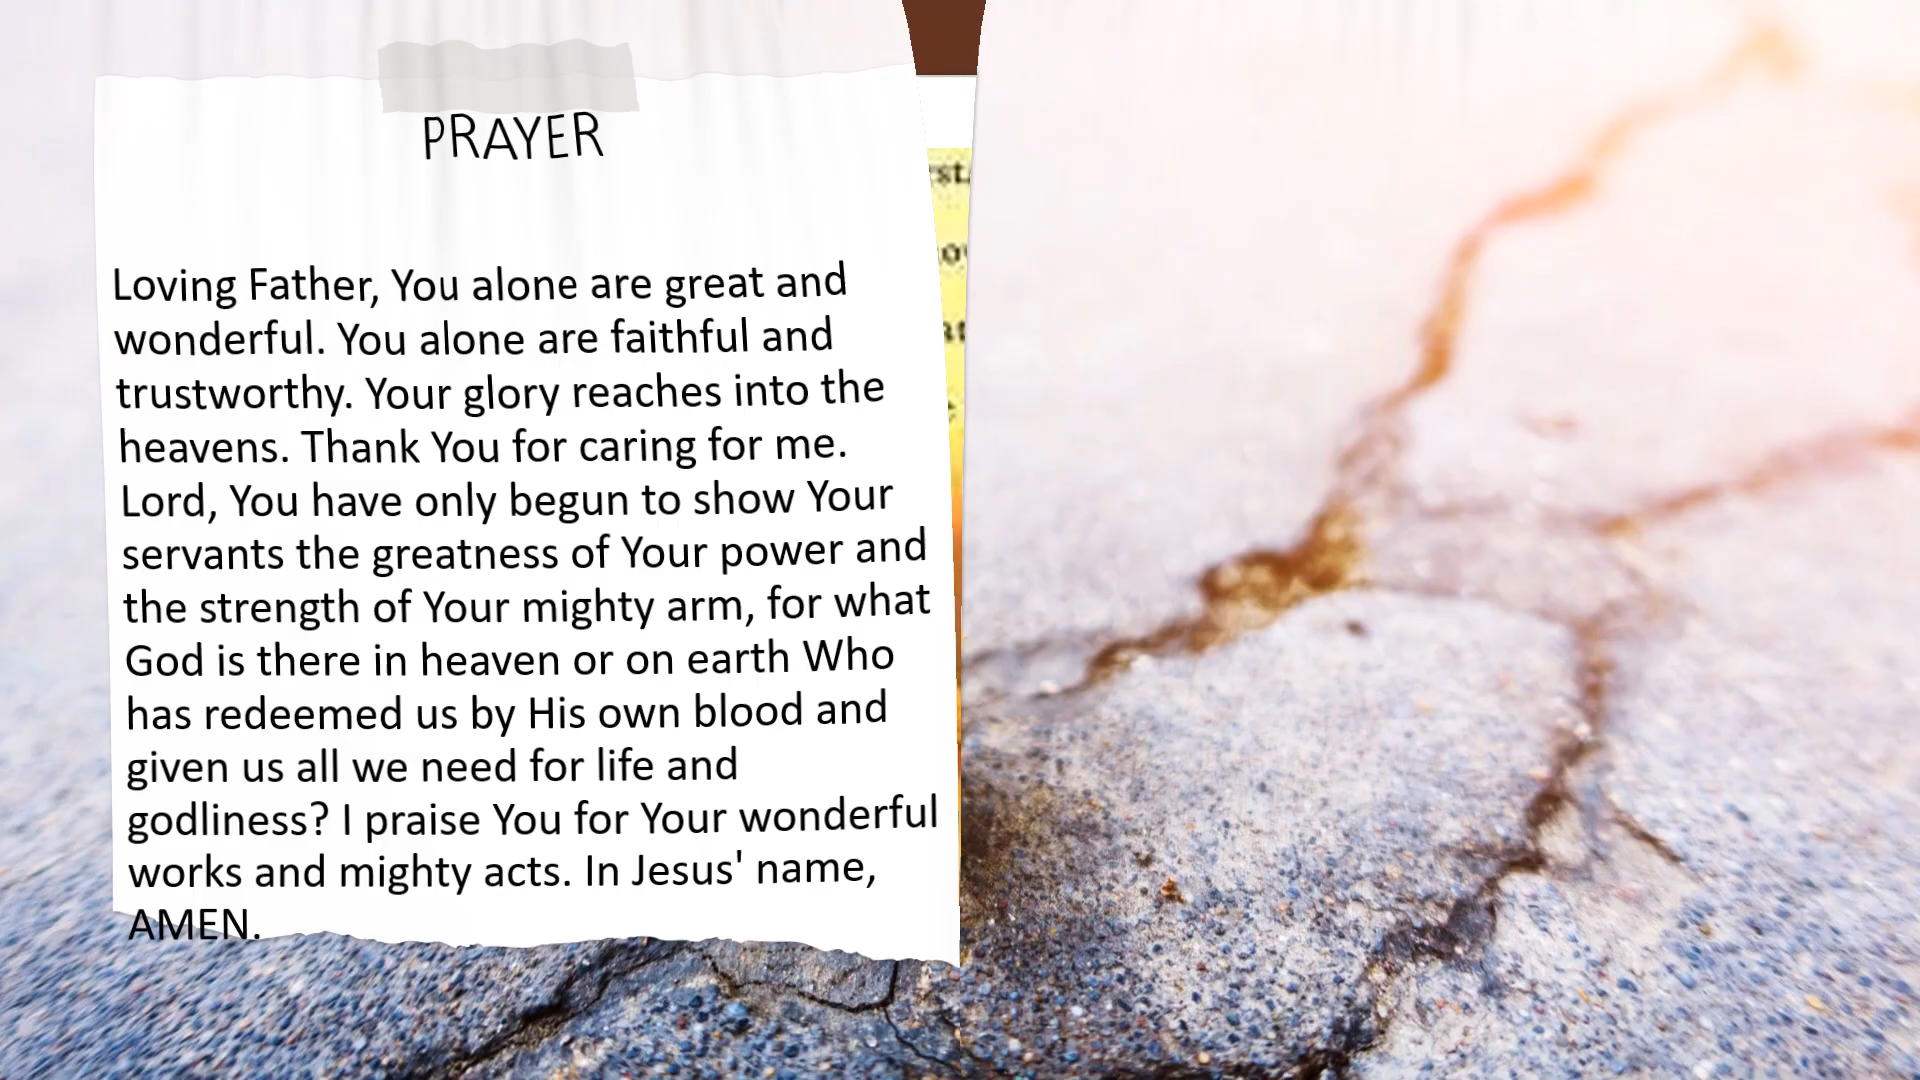 PRAYER
Loving Father, You alone are great and
wonderful. You alone are faithful and
trustworthy. Your glory reaches into the
heavens. Thank You for caring for me.
Lord, You have only begun to show Your
servants the greatness of Your power and
the strength of Your mighty arm, for what
God is there in heaven or on earth Who
has redeemed us by His own blood and
given us all we need for life and
godliness? I praise You for Your wonderful
works and mighty acts. In Jesus' name,
AMEN.